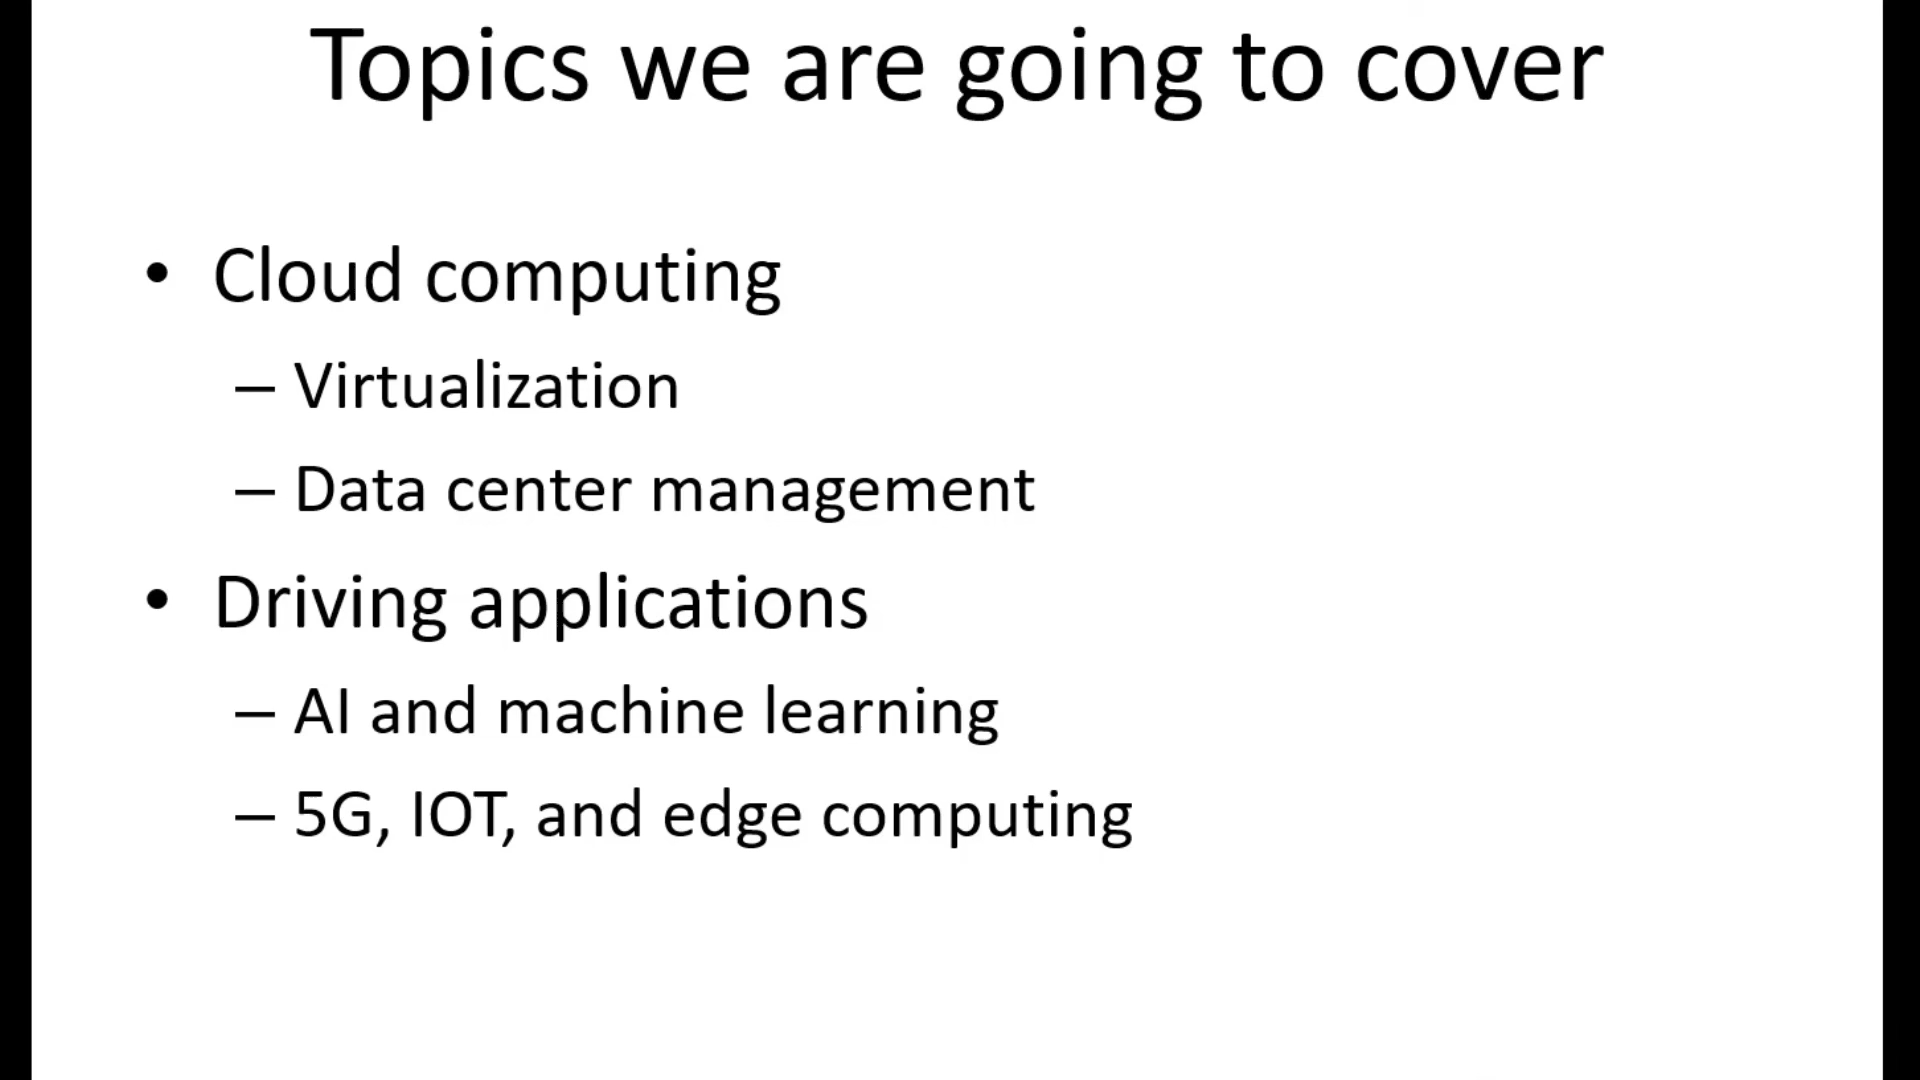 Topics we are going to cover
• Cloud computing
– Virtualization
– Data center management
• Driving applications
– AI and machine learning
– 5G, IOT, and edge computing